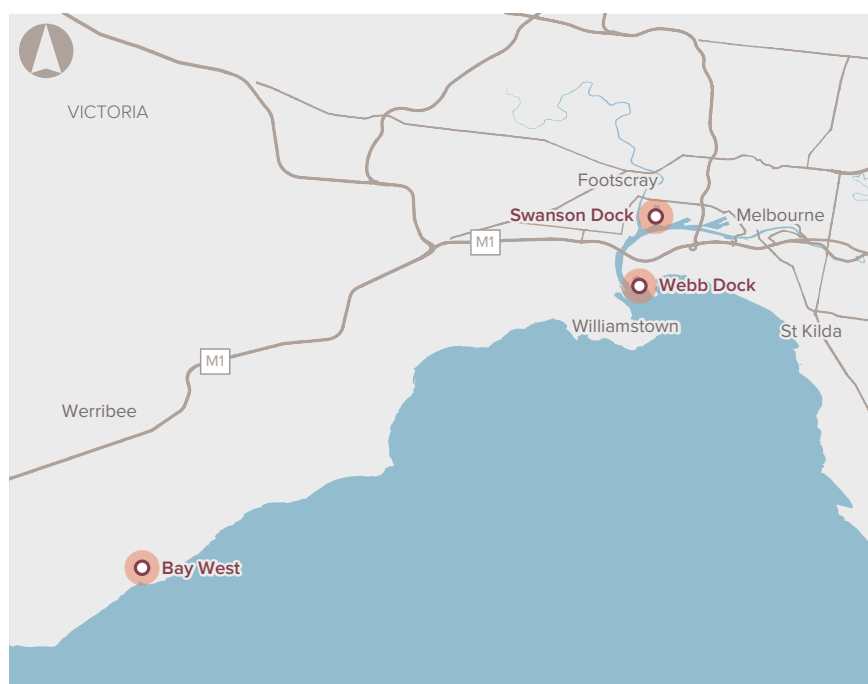 VICTORIA
Footscray
Swanson Dock
Melbourne
M1
Webb Dock
Williamstown
St Kilda
M1
Werribee
Bay West